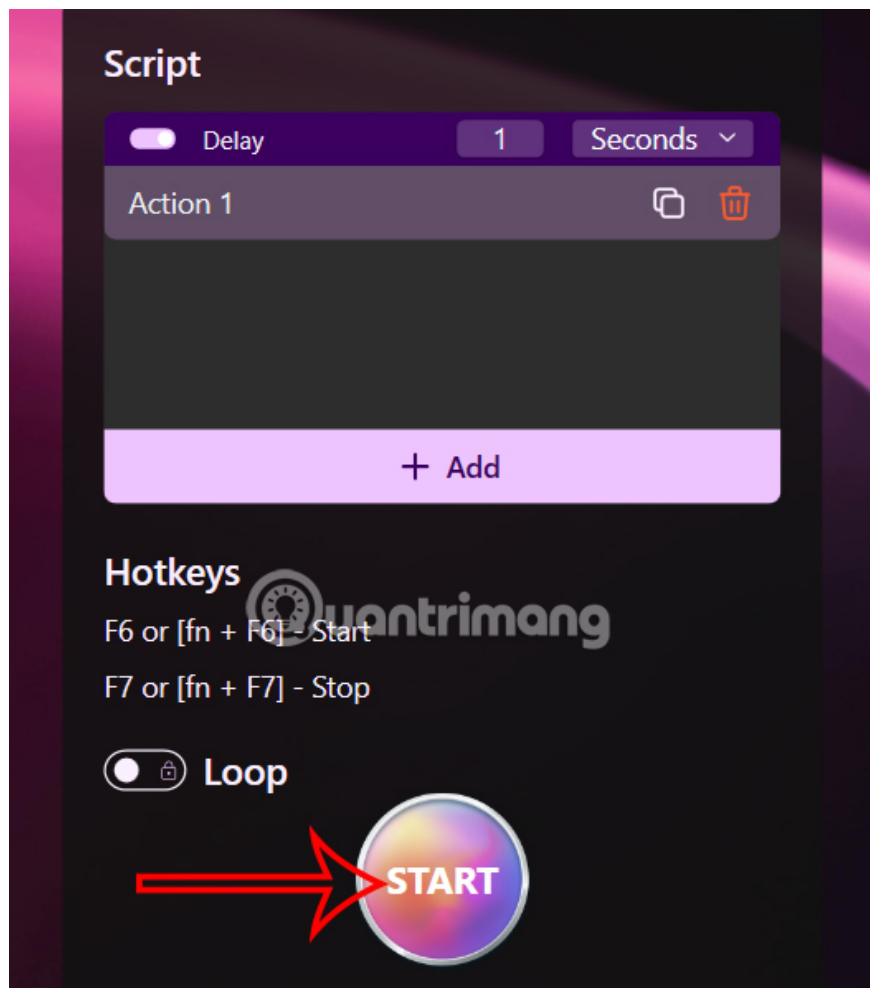 Script
Delay 1 Seconds
Action 1
+ Add
Hotkeys
Quantrimang
F6 or [fn + F6] - Start
F7 or [fn + F7] - Stop
Loop
START